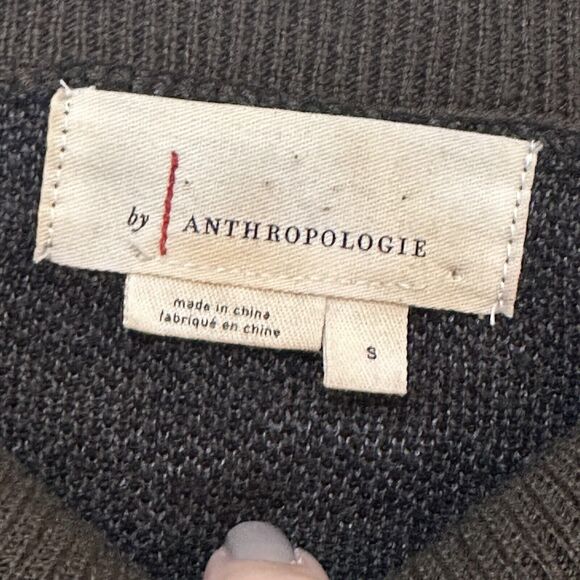 by ANTHROPOLOGIE
made in china
fabriqué en chine
S